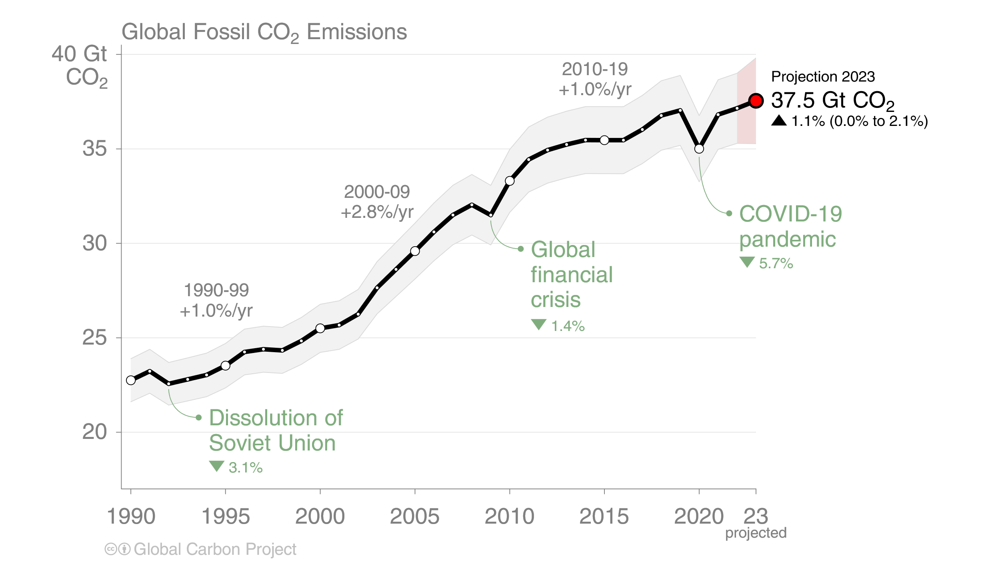 Global Fossil CO₂ Emissions
40 Gt
CO₂
35
30
25
20
2010-19
+1.0%/yr
Projection 2023
37.5 Gt CO₂
▲ 1.1% (0.0% to 2.1%)
2000-09
+2.8%/yr
COVID-19
pandemic
▼ 5.7%
Global
financial
crisis
▼ 1.4%
1990-99
+1.0%/yr
Dissolution of
Soviet Union
▼ 3.1%
1990 1995 2000 2005 2010 2015 2020 23
projected
cc Global Carbon Project